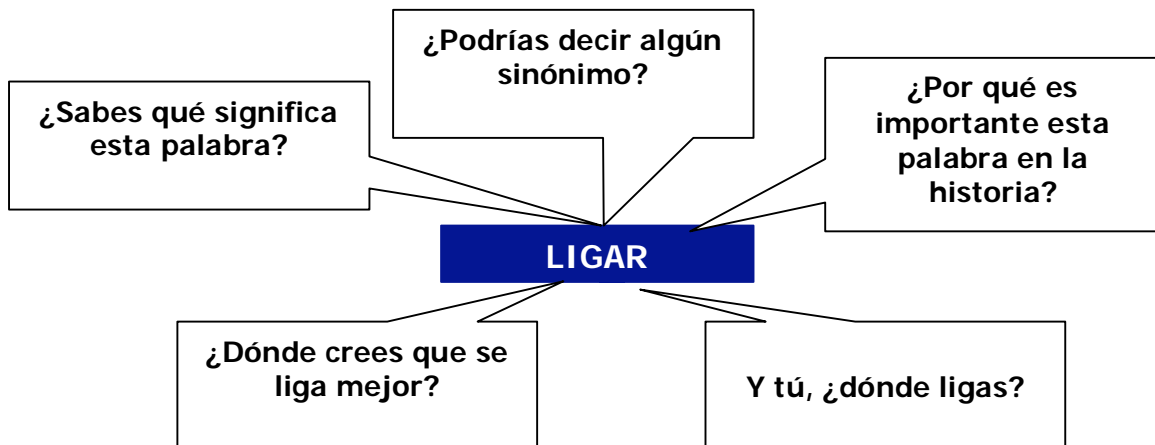 ¿Podrías decir algún
sinónimo?
¿Sabes qué significa
esta palabra?
¿Por qué es
importante esta
palabra en la
historia?
LIGAR
¿Dónde crees que se
liga mejor?
Y tú, ¿dónde ligas?